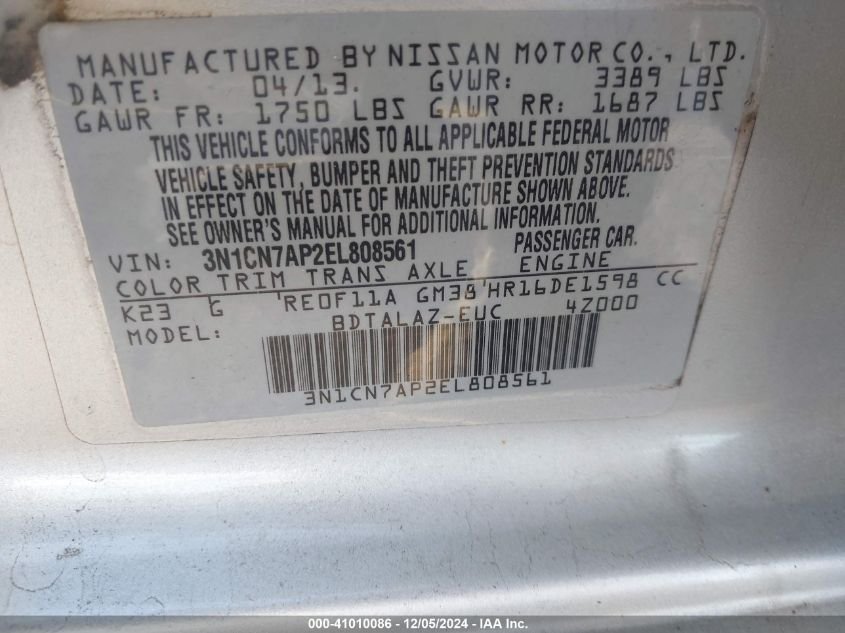 MANUFACTURED BY NISSAN MOTOR CO., LTD.
DATE: 04/13. GVWR: 3389 LBS
GAWR FR: 1750 LBS GAWR RR: 1687 LBS
THIS VEHICLE CONFORMS TO ALL APPLICABLE FEDERAL MOTOR
VEHICLE SAFETY, BUMPER AND THEFT PREVENTION STANDARDS
IN EFFECT ON THE DATE OF MANUFACTURE SHOWN ABOVE.
SEE OWNER'S MANUAL FOR ADDITIONAL INFORMATION.
VIN: 3N1CN7AP2EL808561 PASSENGER CAR.
COLOR TRIM TRANS AXLE ENGINE
K23 G RE0F11A GM38 HR16DE1598 CC
MODEL: BDTALAZ-EUC 4Z000
3N1CN7AP2EL808561
000-41010086 - 12/05/2024 - IAA Inc.